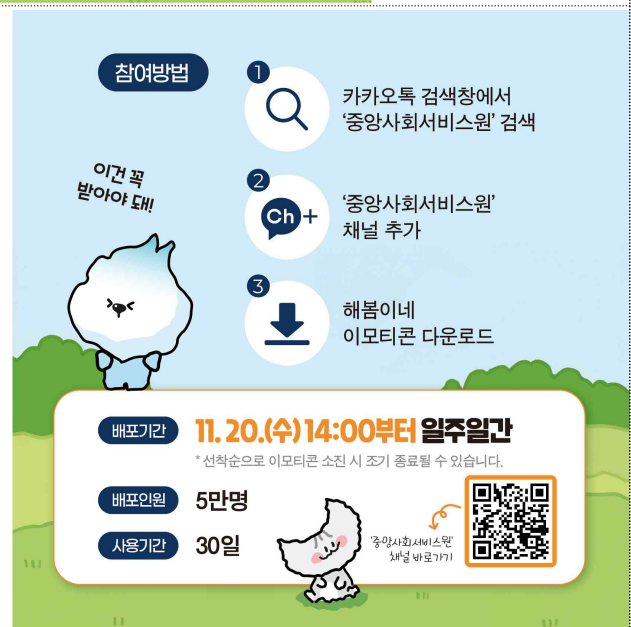 참여방법
1
카카오톡 검색창에서
‘중앙사회서비스원’ 검색
이건 꼭
받아야 돼!
2
Ch+
‘중앙사회서비스원’
채널 추가
3
해봄이네
이모티콘 다운로드
배포기간
11. 20.(수) 14:00부터 일주일간
* 선착순으로 이모티콘 소진 시 조기 종료될 수 있습니다.
배포인원
5만명
사용기간
30일
‘중앙사회서비스원’
채널 바로가기